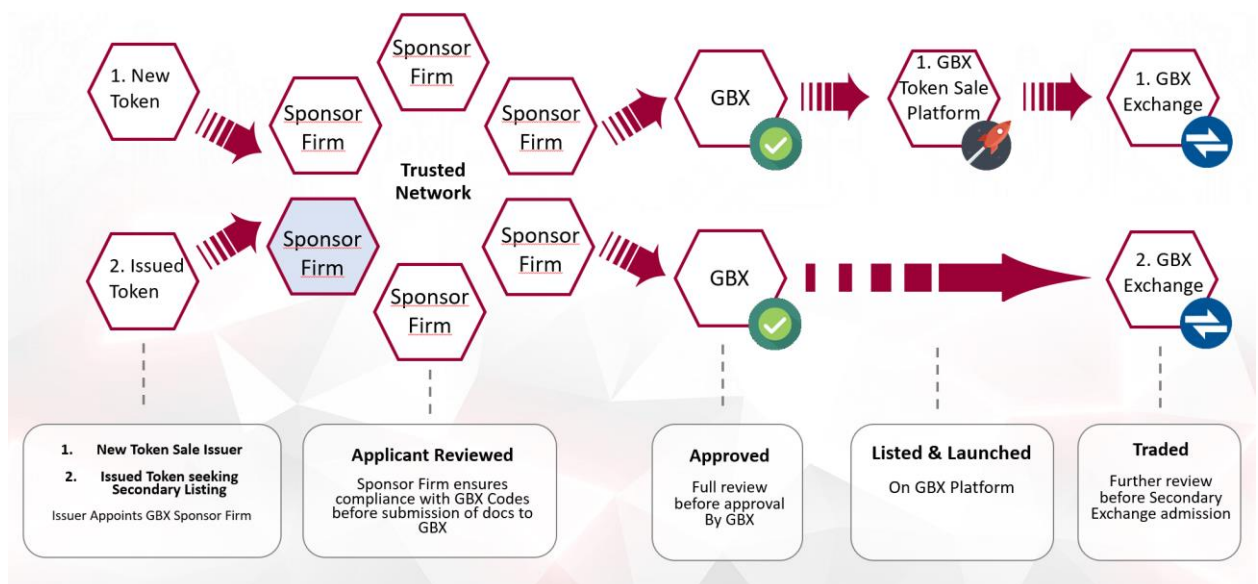 1. New
Token
Sponsor
Firm
Sponsor
Firm
Sponsor
Firm
GBX
1. GBX
Token Sale
Platform
1. GBX
Exchange
Trusted
Network
2. Issued
Token
Sponsor
Firm
Sponsor
Firm
Sponsor
Firm
GBX
2. GBX
Exchange
1. New Token Sale Issuer
2. Issued Token seeking
Secondary Listing
Issuer Appoints GBX Sponsor Firm
Applicant Reviewed
Sponsor Firm ensures
compliance with GBX Codes
before submission of docs to
GBX
Approved
Full review
before approval
By GBX
Listed & Launched
On GBX Platform
Traded
Further review
before Secondary
Exchange admission